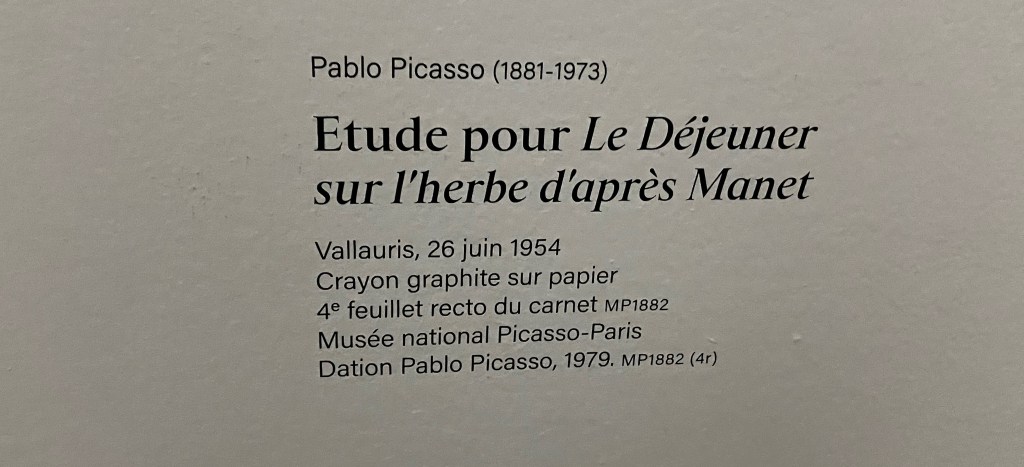 Pablo Picasso (1881-1973)
Etude pour Le Déjeuner
sur l'herbe d'après Manet
Vallauris, 26 juin 1954
Crayon graphite sur papier
4e feuillet recto du carnet MP1882
Musée national Picasso-Paris
Dation Pablo Picasso, 1979. MP1882 (4r)